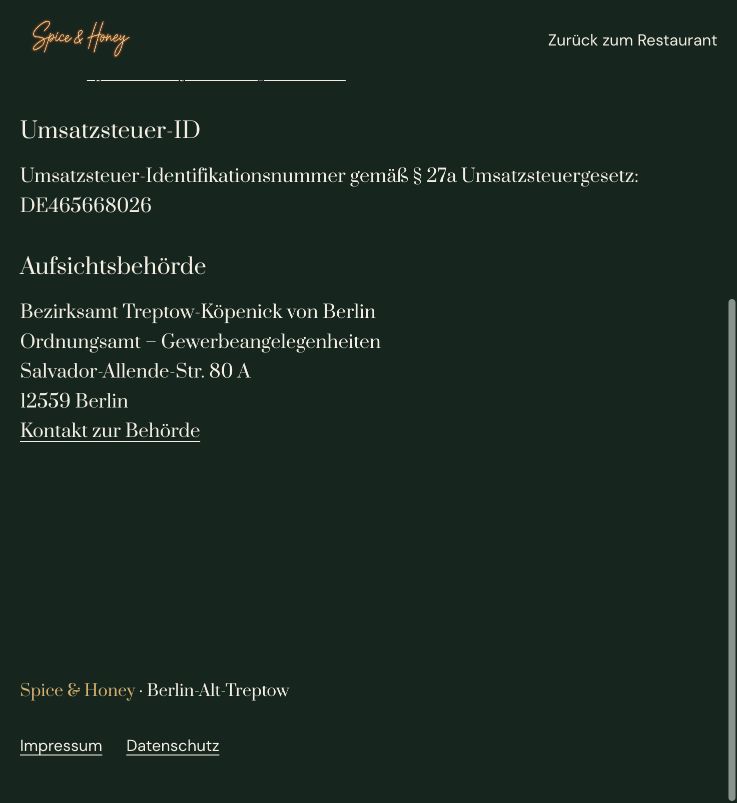 Spice & Honey
Zurück zum Restaurant
Umsatzsteuer-ID
Umsatzsteuer-Identifikationsnummer gemäß § 27a Umsatzsteuergesetz:
DE465668026
Aufsichtsbehörde
Bezirksamt Treptow-Köpenick von Berlin
Ordnungsamt – Gewerbeangelegenheiten
Salvador-Allende-Str. 80 A
12559 Berlin
Kontakt zur Behörde
Spice & Honey · Berlin-Alt-Treptow
Impressum Datenschutz